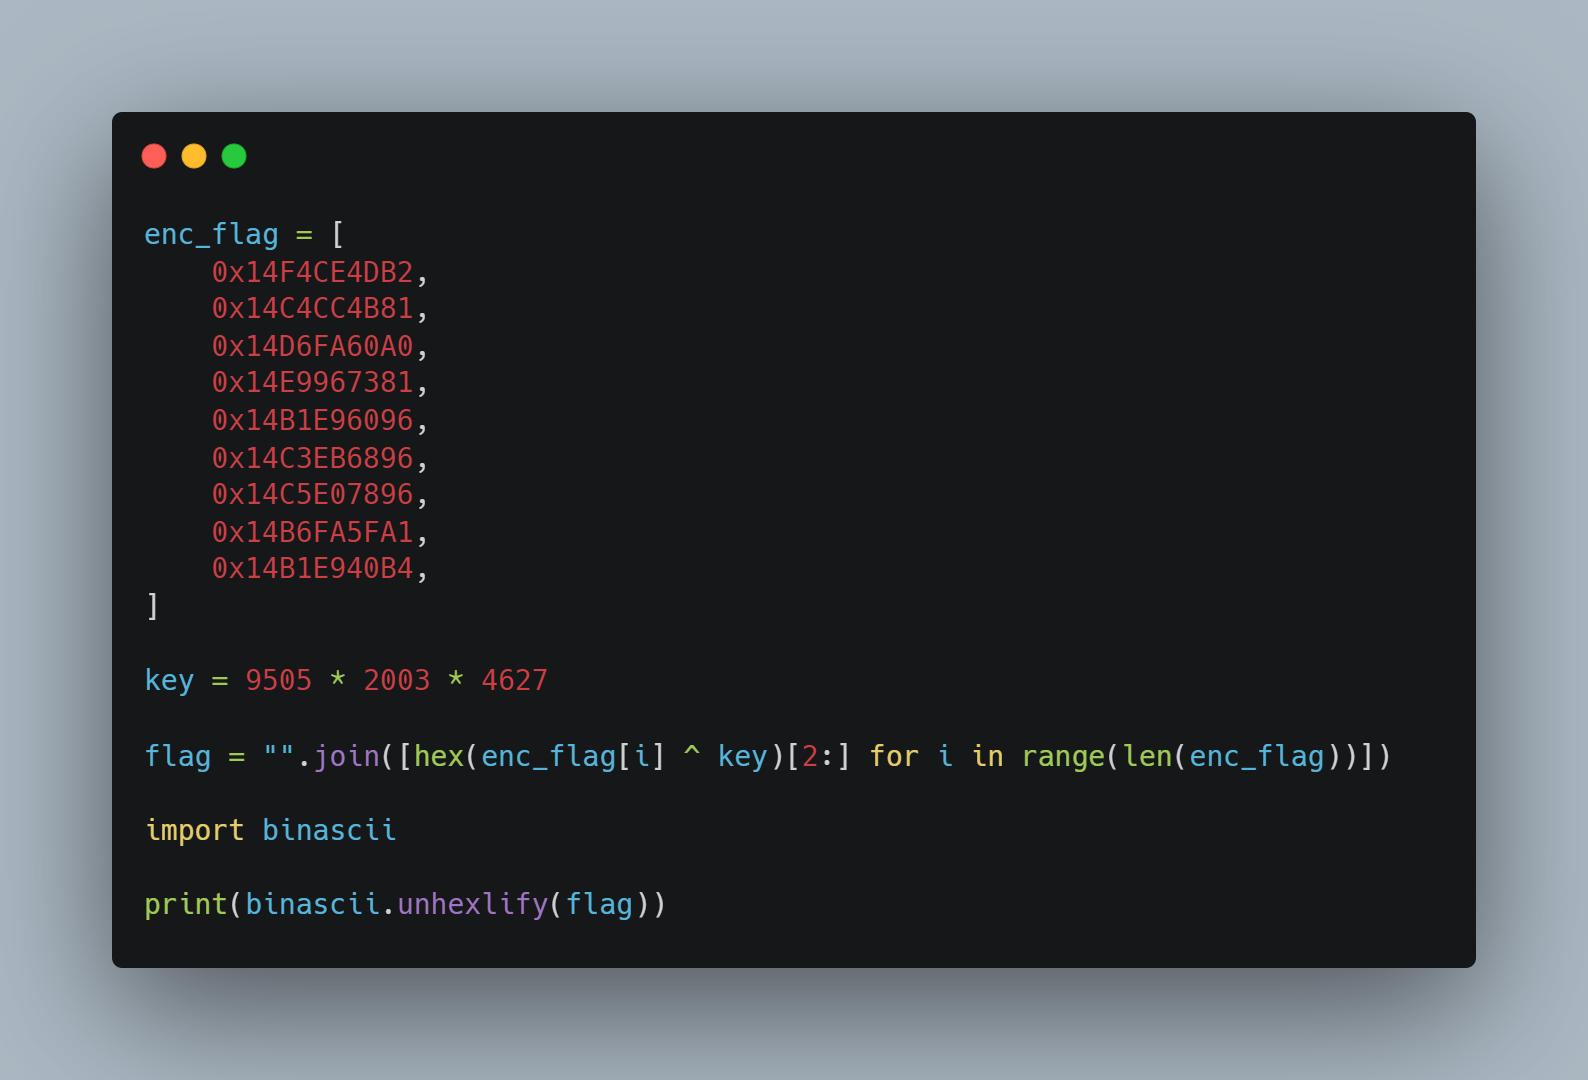 enc_flag = [
    0x14F4CE4DB2,
    0x14C4CC4B81,
    0x14D6FA60A0,
    0x14E9967381,
    0x14B1E96096,
    0x14C3EB6896,
    0x14C5E07896,
    0x14B6FA5FA1,
    0x14B1E940B4,
]
key = 9505 * 2003 * 4627
flag = "".join([hex(enc_flag[i] ^ key)[2:] for i in range(len(enc_flag))])
import binascii
print(binascii.unhexlify(flag))